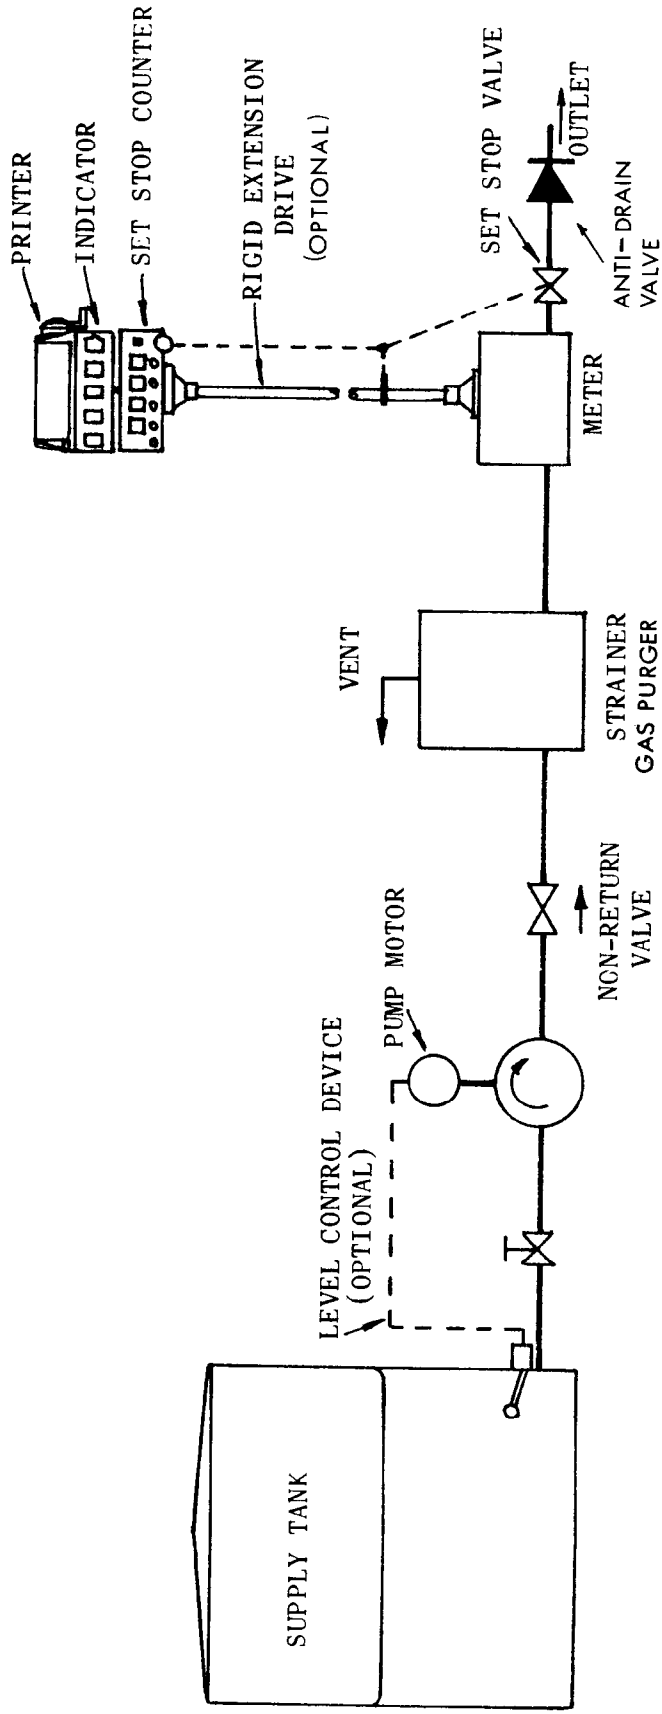 SUPPLY TANK
LEVEL CONTROL DEVICE
(OPTIONAL)
PUMP MOTOR
NON-RETURN
VALVE
VENT
STRAINER
GAS PURGER
PRINTER
INDICATOR
SET STOP COUNTER
RIGID EXTENSION
DRIVE
(OPTIONAL)
METER
SET STOP VALVE
ANTI-DRAIN
VALVE
OUTLET